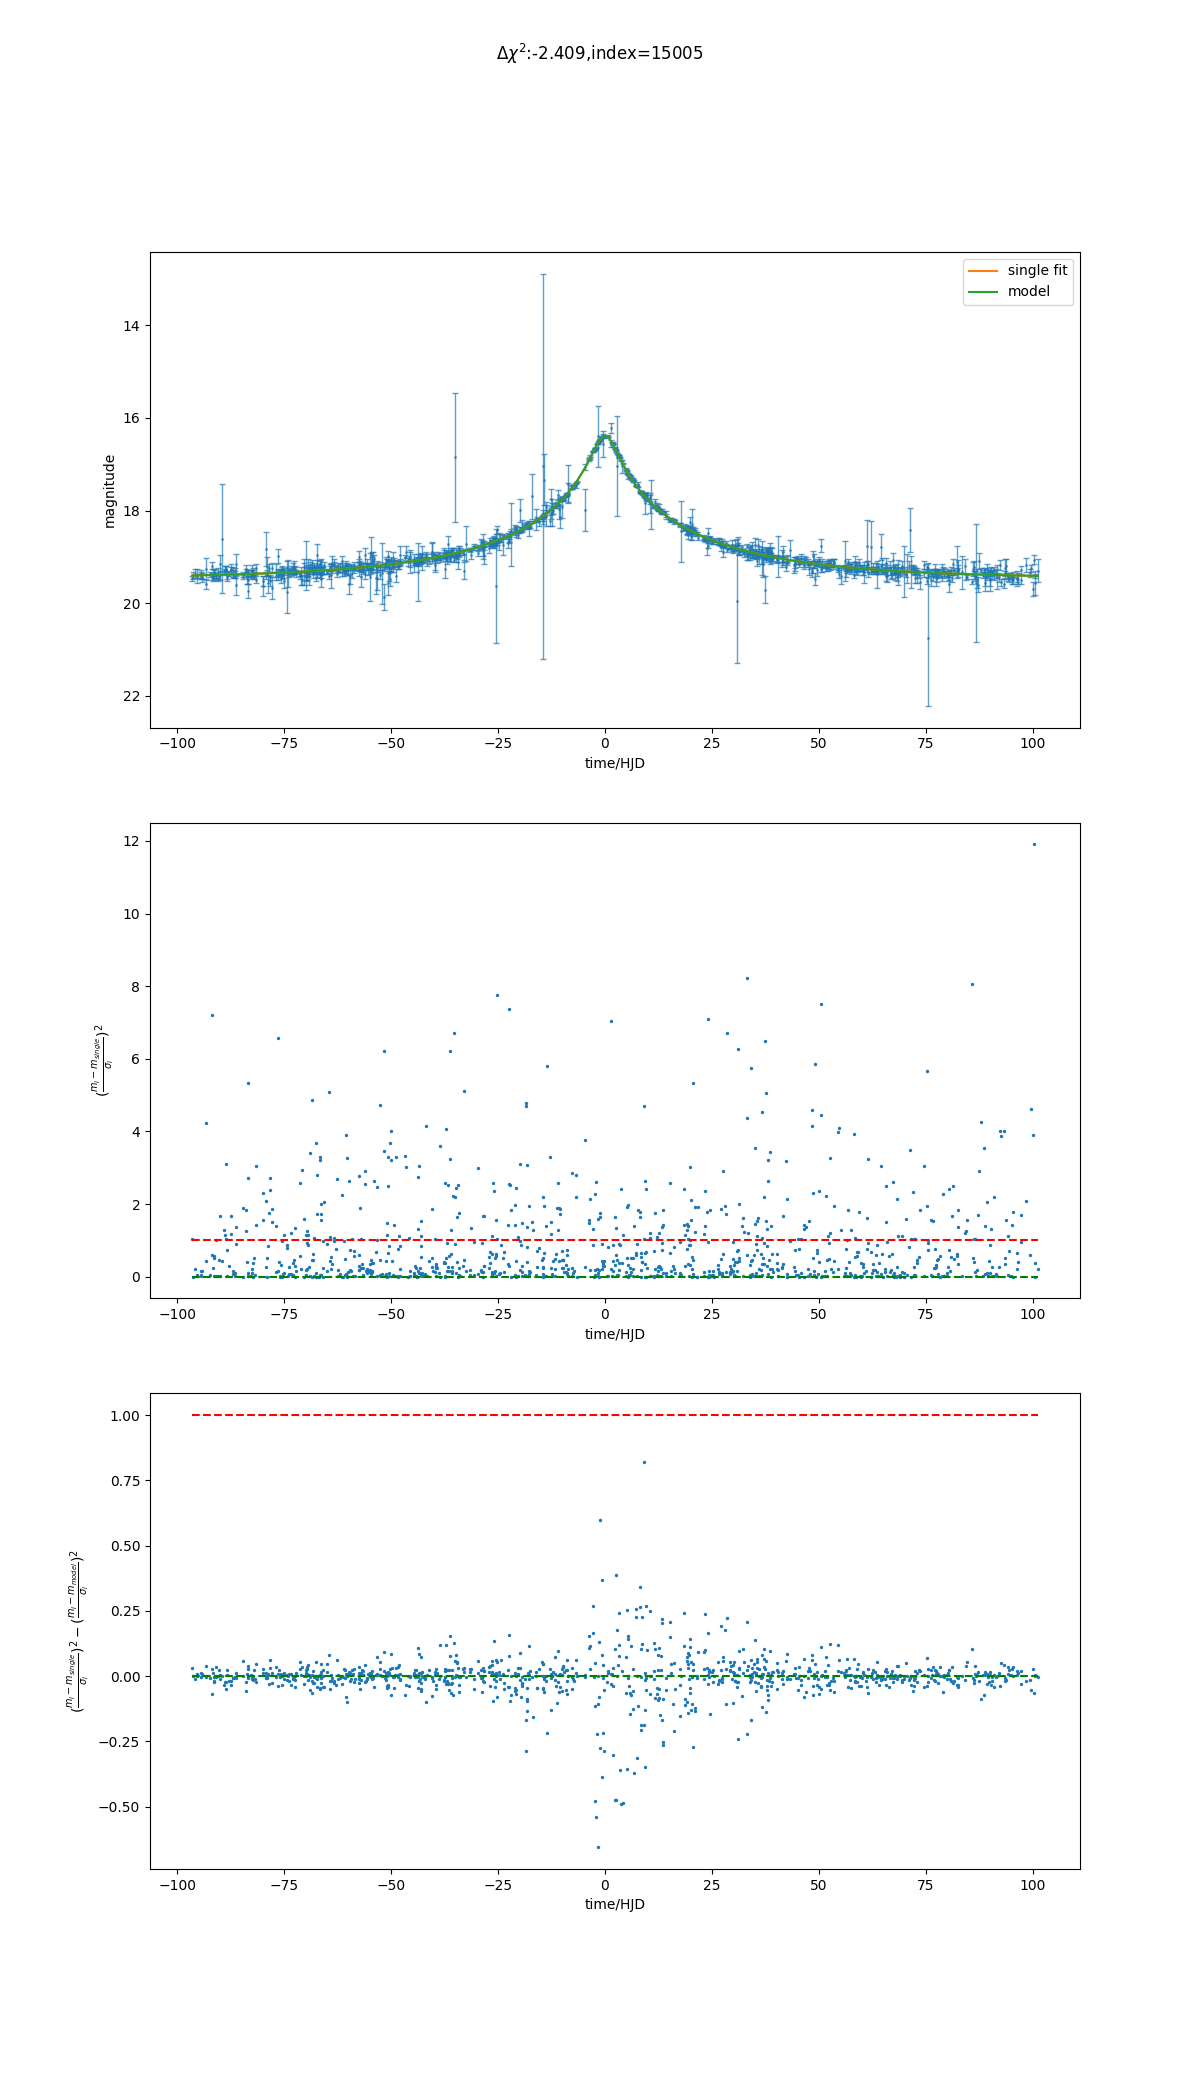 Δχ²:-2.409,index=15005
single fit
model
14
16
18
20
22
magnitude
−100 −75 −50 −25 0 25 50 75 100
time/HJD
12
10
8
6
4
2
0
((m_i − m_single)/σ_i)²
−100 −75 −50 −25 0 25 50 75 100
time/HJD
1.00
0.75
0.50
0.25
0.00
−0.25
−0.50
((m_i − m_single)/σ_i)² − ((m_i − m_model)/σ_i)²
−100 −75 −50 −25 0 25 50 75 100
time/HJD